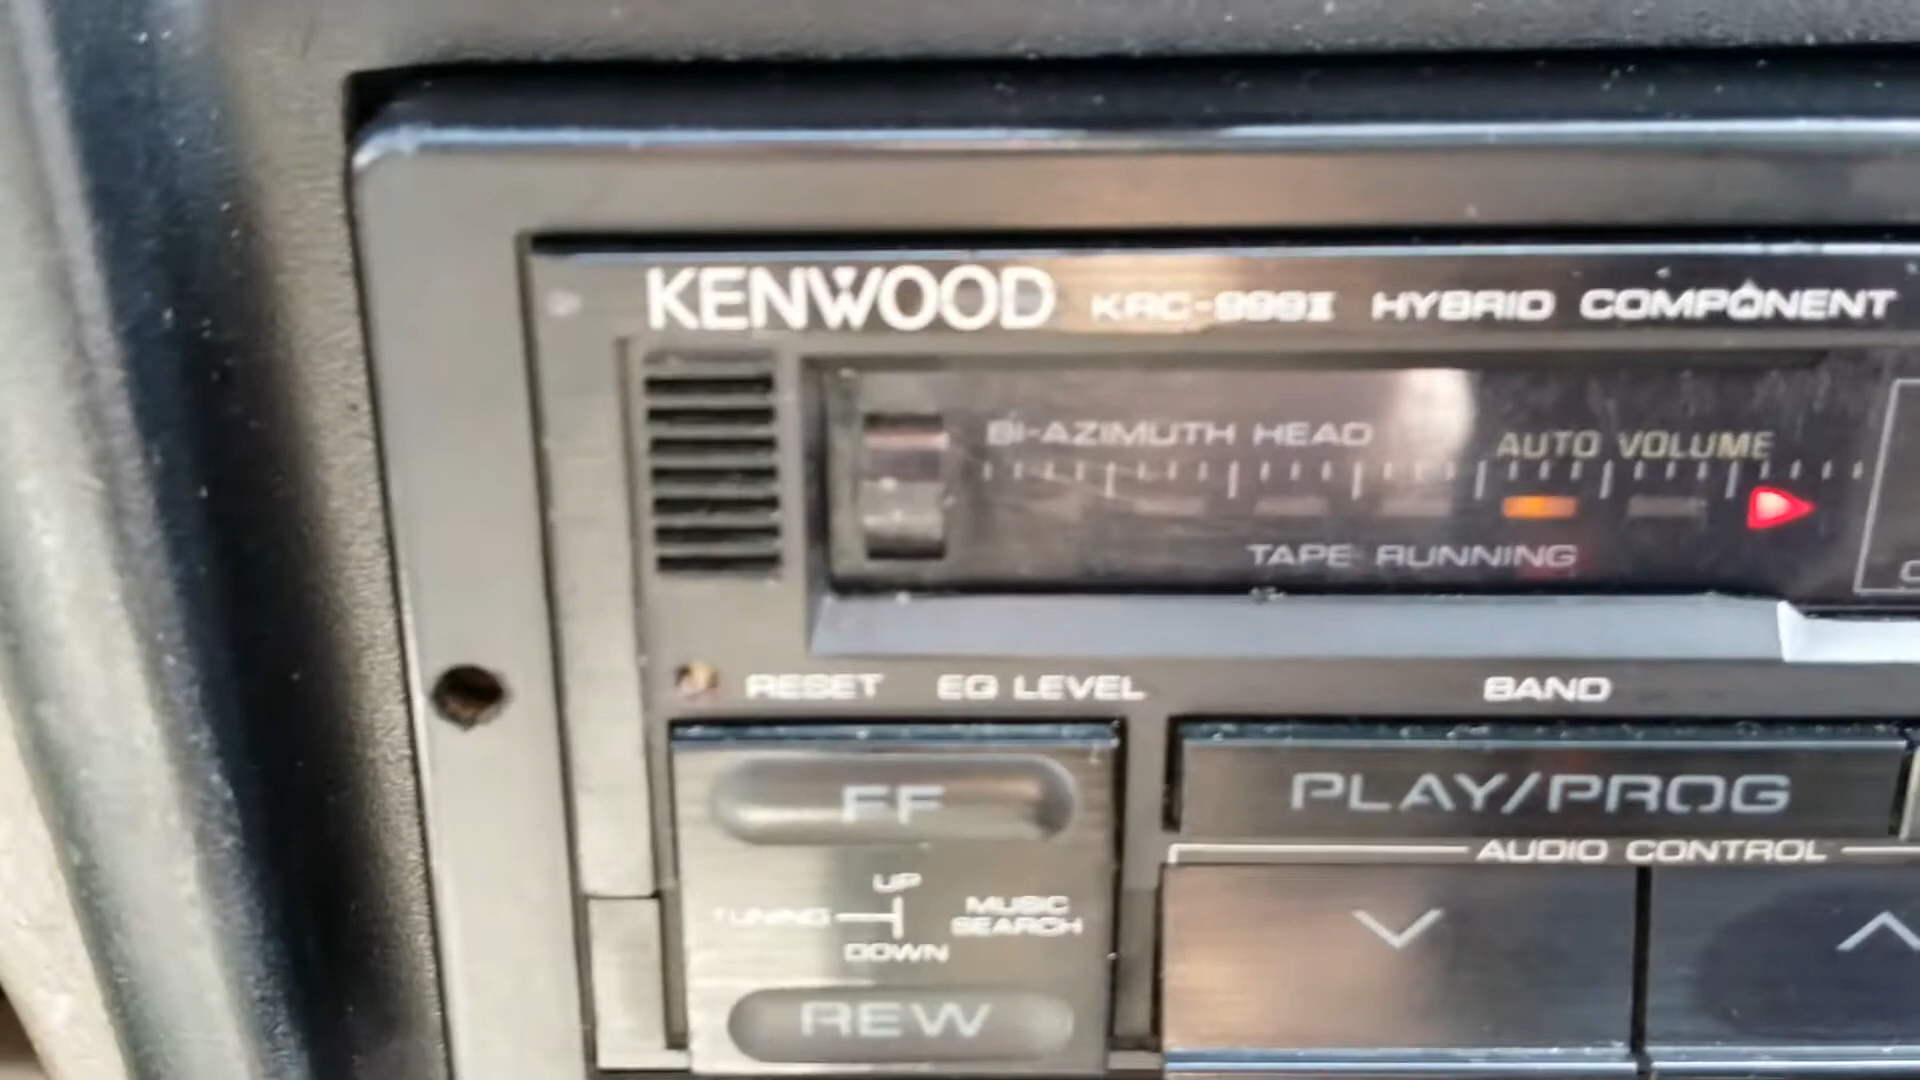 KENWOOD KRC-999II HYBRID COMPONENT
BI-AZIMUTH HEAD
AUTO VOLUME
TAPE RUNNING
RESET EQ LEVEL BAND
FF
PLAY/PROG
AUDIO CONTROL
UP
TUNING
MUSIC
SEARCH
DOWN
REW